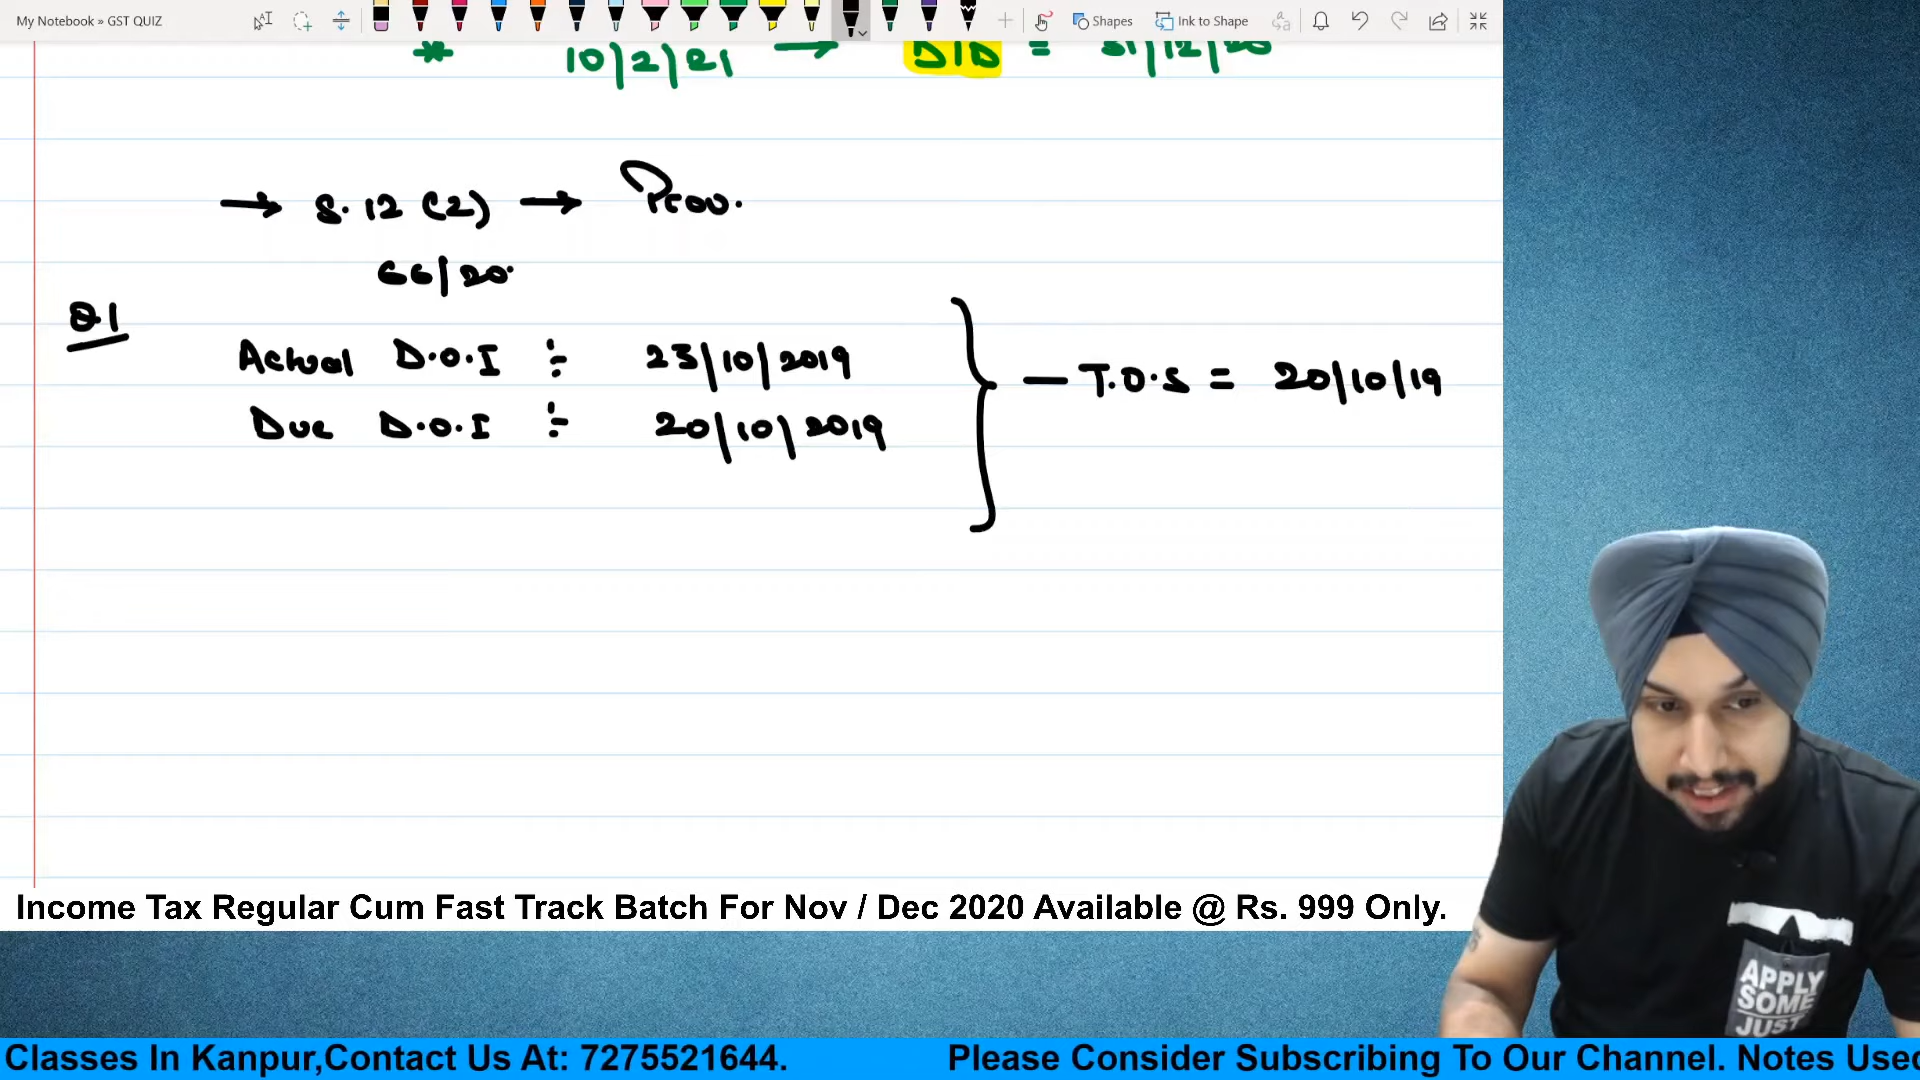 My Notebook » GST QUIZ
Shapes
Ink to Shape
* 10/2/21 → = 31/12/20
→ S. 12 (2) → Prov.
66/20
Q.1
Actual D.O.I ÷ 23/10/2019
Due D.O.I ÷ 20/10/2019
— T.O.S = 20/10/19
Income Tax Regular Cum Fast Track Batch For Nov / Dec 2020 Available @ Rs. 999 Only.
APPLY
SOME
JUST
Classes In Kanpur,Contact Us At: 7275521644. Please Consider Subscribing To Our Channel. Notes Used